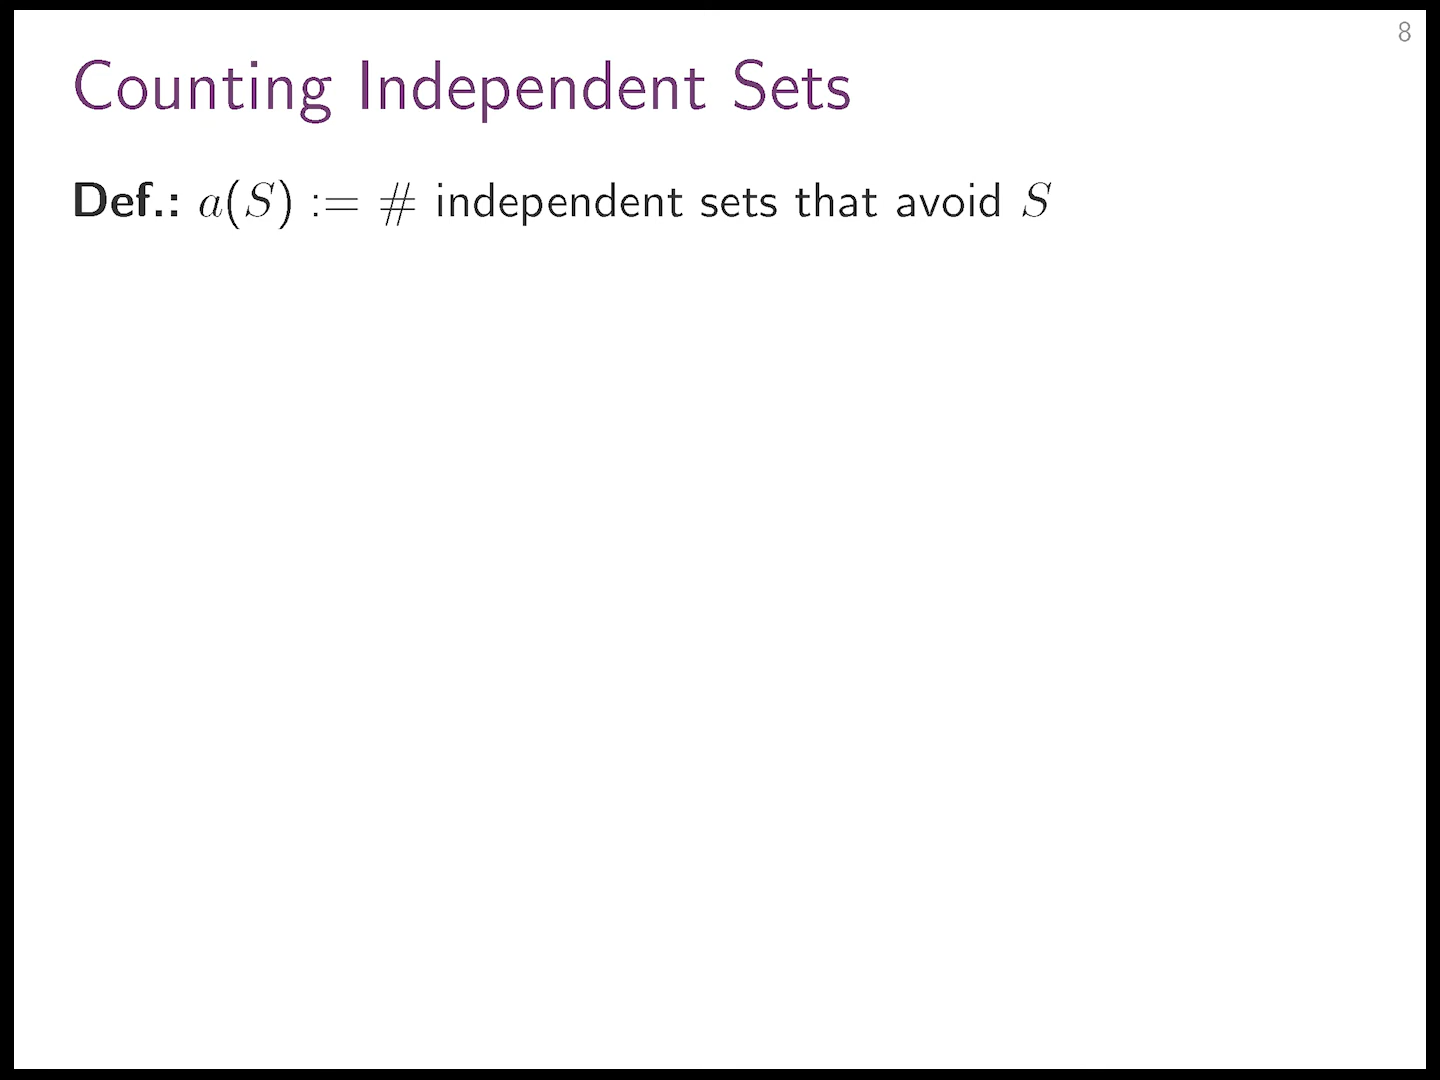 8
Counting Independent Sets
Def.: a(S) := # independent sets that avoid S